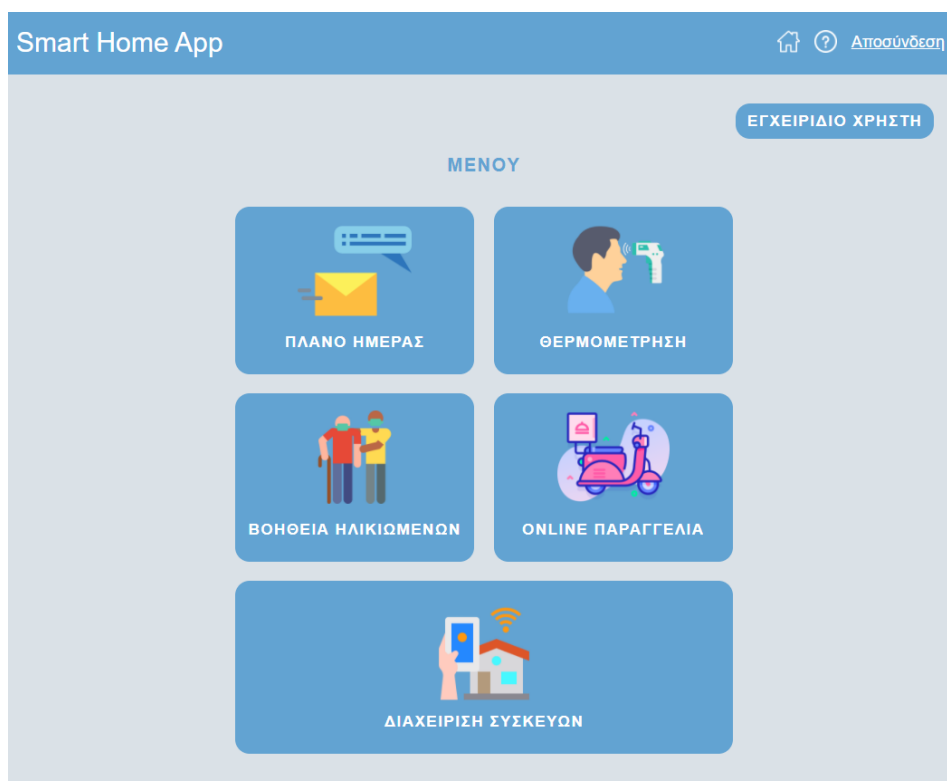 Smart Home App
Αποσύνδεση
ΕΓΧΕΙΡΙΔΙΟ ΧΡΗΣΤΗ
ΜΕΝΟΥ
ΠΛΑΝΟ ΗΜΕΡΑΣ
ΘΕΡΜΟΜΕΤΡΗΣΗ
ΒΟΗΘΕΙΑ ΗΛΙΚΙΩΜΕΝΩΝ
ONLINE ΠΑΡΑΓΓΕΛΙΑ
ΔΙΑΧΕΙΡΙΣΗ ΣΥΣΚΕΥΩΝ